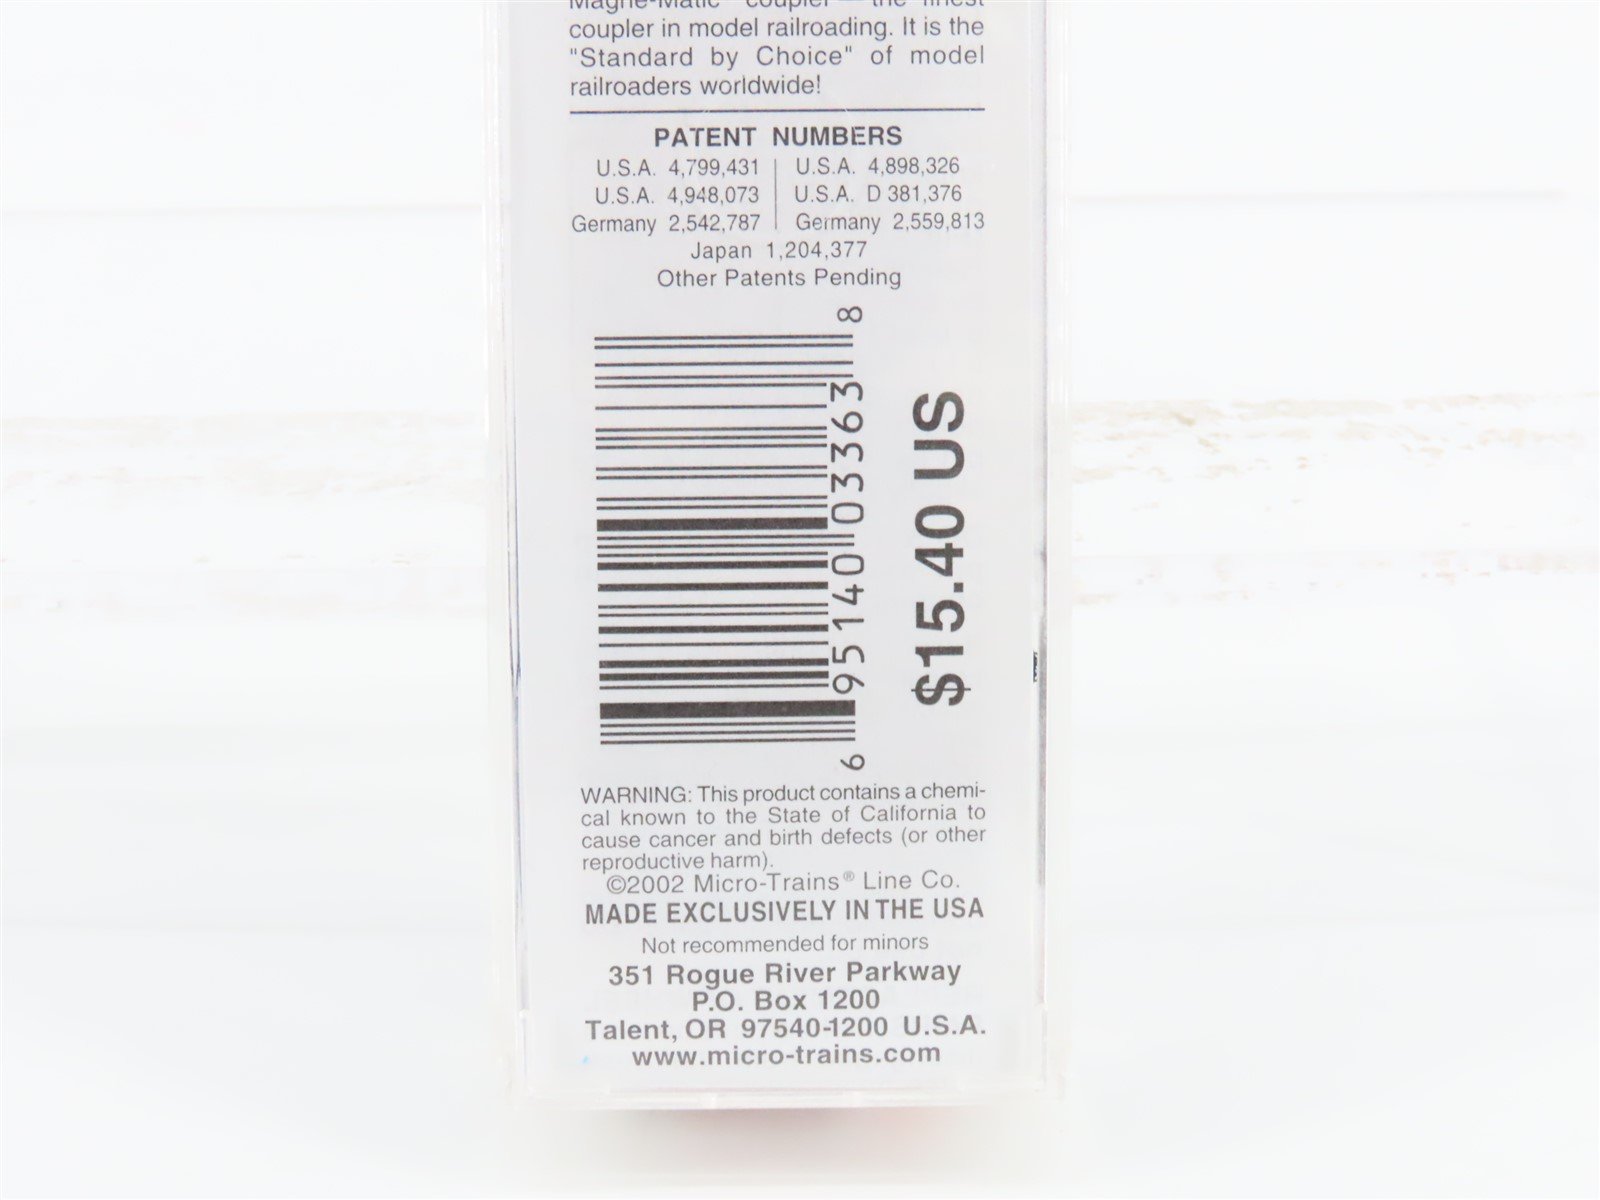 Magne-Matic coupler — the finest
coupler in model railroading. It is the
"Standard by Choice" of model
railroaders worldwide!
PATENT NUMBERS
U.S.A. 4,799,431 U.S.A. 4,898,326
U.S.A. 4,948,073 U.S.A. D 381,376
Germany 2,542,787 Germany 2,559,813
Japan 1,204,377
Other Patents Pending
6 95140 03363 8
$15.40 US
WARNING: This product contains a chemi-
cal known to the State of California to
cause cancer and birth defects (or other
reproductive harm).
©2002 Micro-Trains® Line Co.
MADE EXCLUSIVELY IN THE USA
Not recommended for minors
351 Rogue River Parkway
P.O. Box 1200
Talent, OR 97540-1200 U.S.A.
www.micro-trains.com